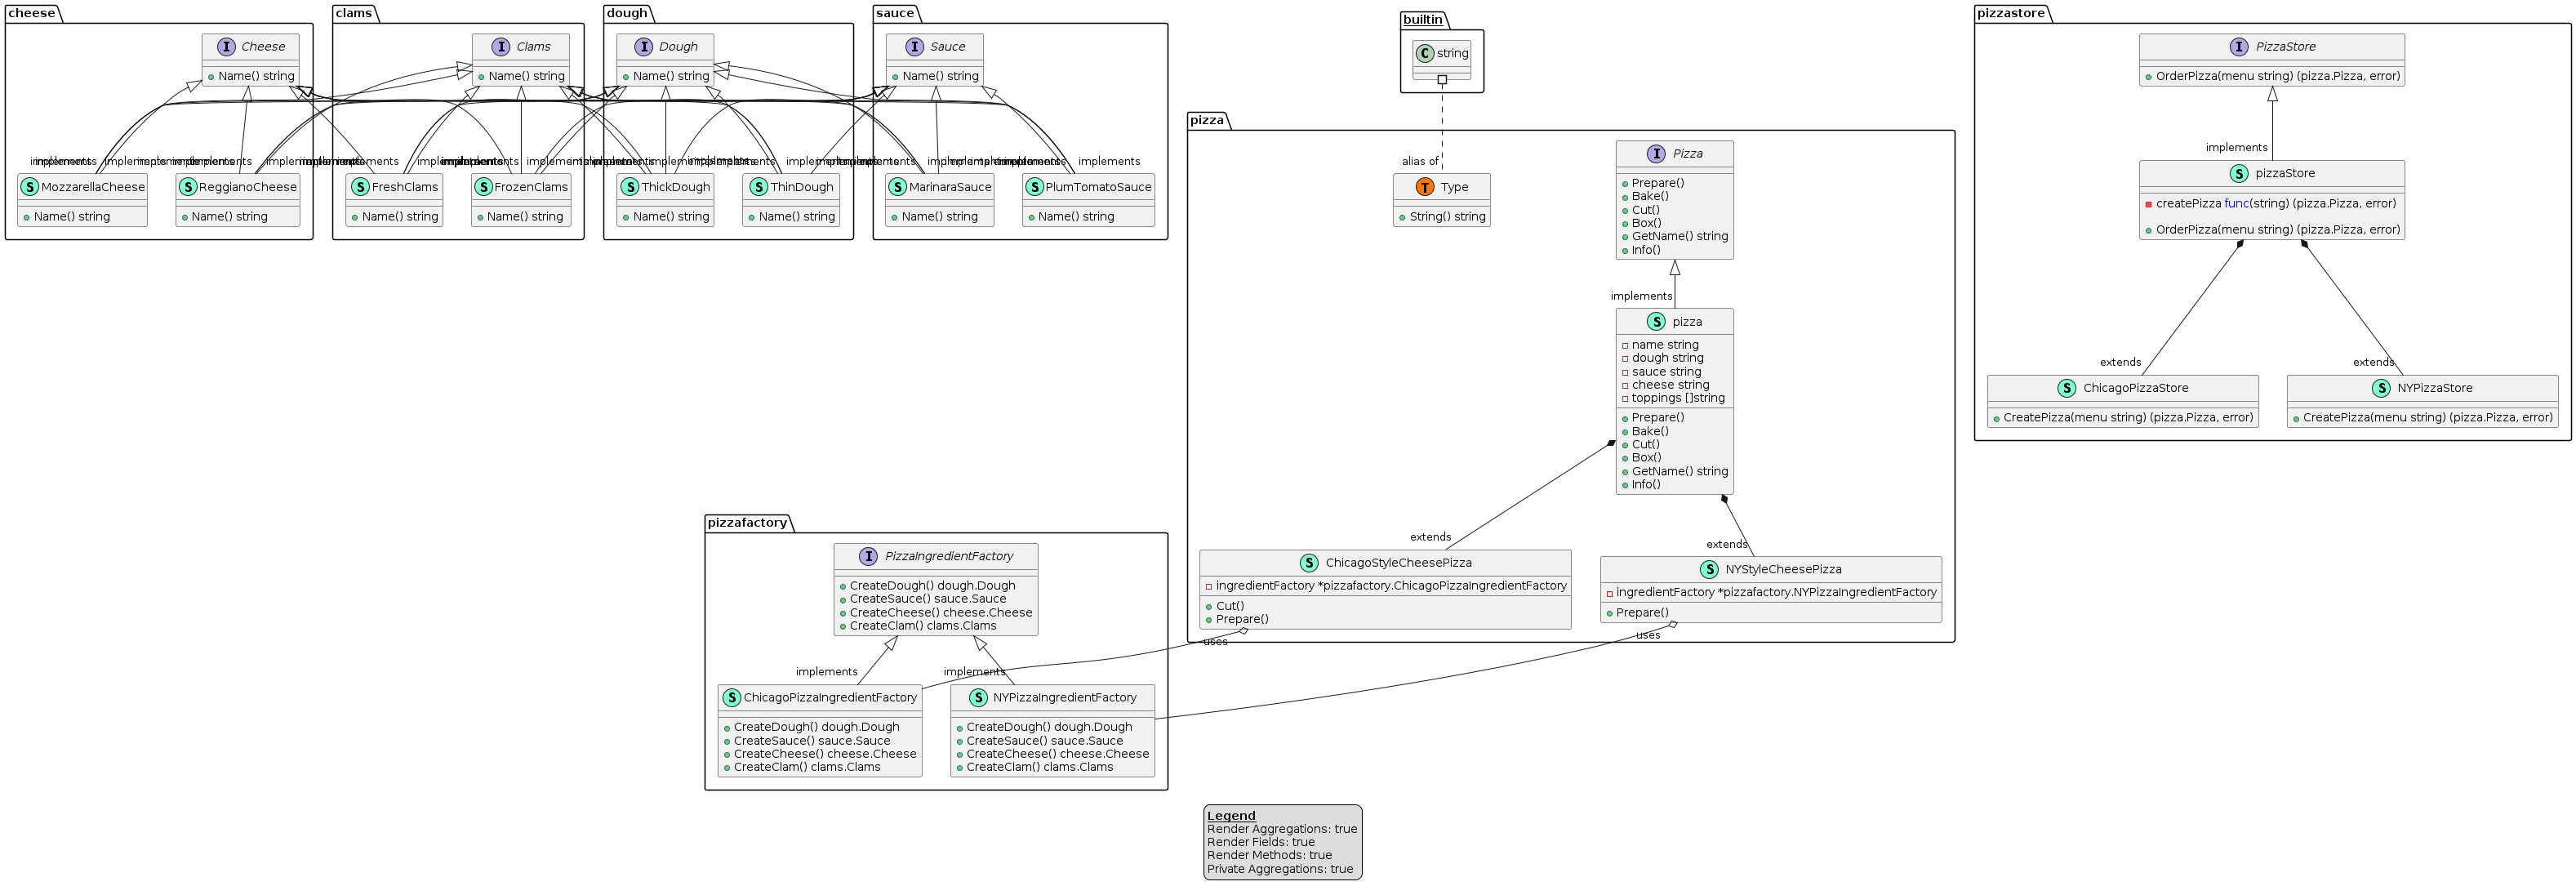 cheese
Cheese
Name() string
implements
implements
implements
implements
implements
implements
MozzarellaCheese
Name() string
ReggianoCheese
Name() string
clams
Clams
Name() string
implements
implements
implements
implements
FreshClams
Name() string
FrozenClams
Name() string
dough
Dough
Name() string
implements
implements
implements
implements
ThickDough
Name() string
ThinDough
Name() string
sauce
Sauce
Name() string
implements
implements
implements
implements
MarinaraSauce
Name() string
PlumTomatoSauce
Name() string
builtin
string
pizza
alias of
Type
String() string
Pizza
Prepare()
Bake()
Cut()
Box()
GetName() string
Info()
implements
pizza
name string
dough string
sauce string
cheese string
toppings []string
Prepare()
Bake()
Cut()
Box()
GetName() string
Info()
extends
extends
ChicagoStyleCheesePizza
ingredientFactory *pizzafactory.ChicagoPizzaIngredientFactory
Cut()
Prepare()
NYStyleCheesePizza
ingredientFactory *pizzafactory.NYPizzaIngredientFactory
Prepare()
uses
uses
pizzastore
PizzaStore
OrderPizza(menu string) (pizza.Pizza, error)
implements
pizzaStore
createPizza func(string) (pizza.Pizza, error)
OrderPizza(menu string) (pizza.Pizza, error)
extends
extends
ChicagoPizzaStore
CreatePizza(menu string) (pizza.Pizza, error)
NYPizzaStore
CreatePizza(menu string) (pizza.Pizza, error)
pizzafactory
PizzaIngredientFactory
CreateDough() dough.Dough
CreateSauce() sauce.Sauce
CreateCheese() cheese.Cheese
CreateClam() clams.Clams
implements
implements
ChicagoPizzaIngredientFactory
CreateDough() dough.Dough
CreateSauce() sauce.Sauce
CreateCheese() cheese.Cheese
CreateClam() clams.Clams
NYPizzaIngredientFactory
CreateDough() dough.Dough
CreateSauce() sauce.Sauce
CreateCheese() cheese.Cheese
CreateClam() clams.Clams
Legend
Render Aggregations: true
Render Fields: true
Render Methods: true
Private Aggregations: true